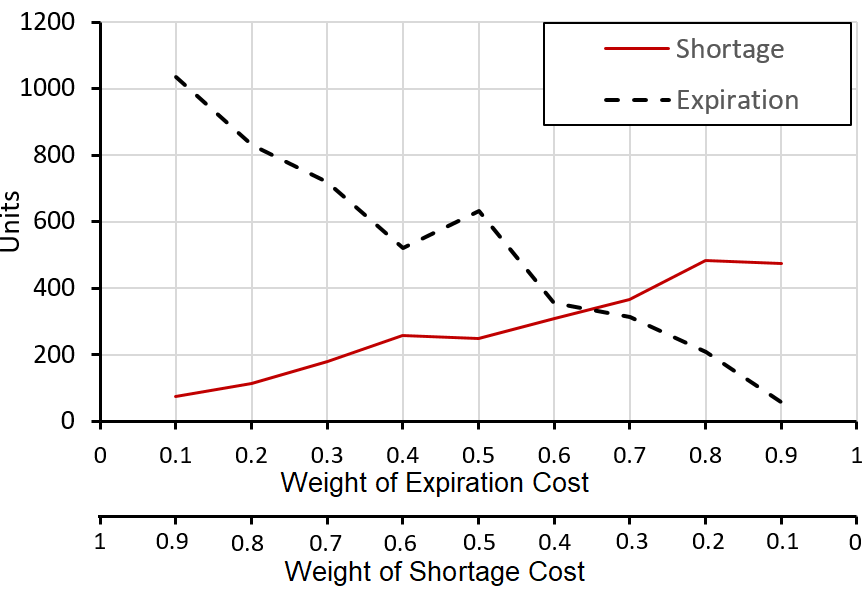 1200
1000
800
600
400
200
0
Units
Shortage
Expiration
0 0.1 0.2 0.3 0.4 0.5 0.6 0.7 0.8 0.9 1
Weight of Expiration Cost
1 0.9 0.8 0.7 0.6 0.5 0.4 0.3 0.2 0.1 0
Weight of Shortage Cost